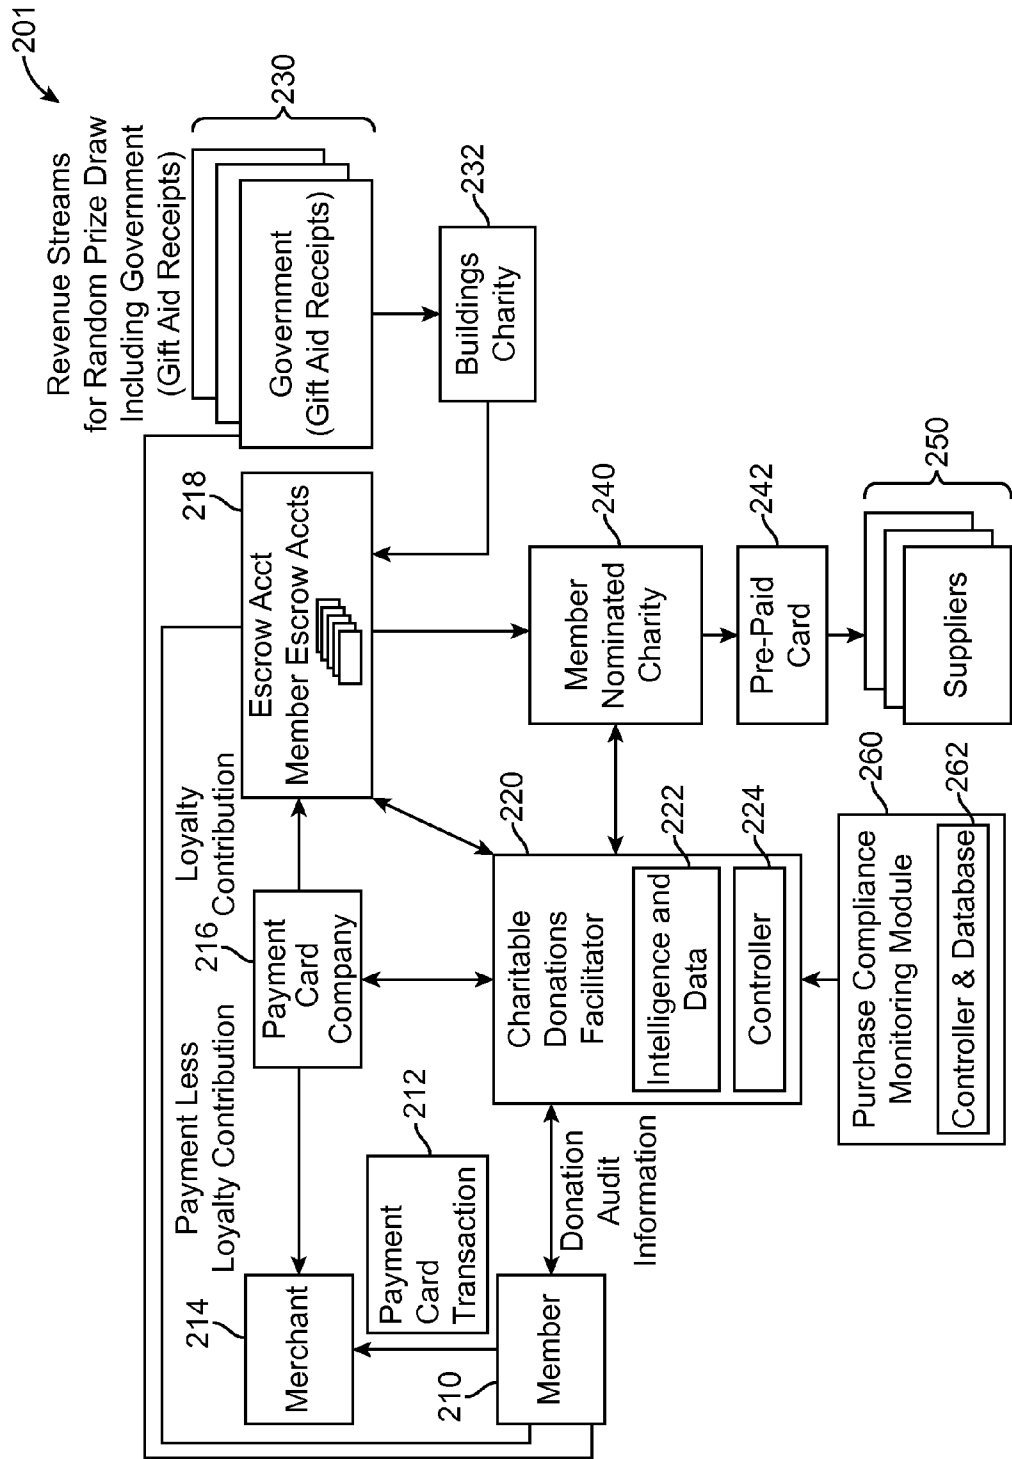 201
Revenue Streams
for Random Prize Draw
Including Government
(Gift Aid Receipts)
230
Government
(Gift Aid Receipts)
232
Buildings
Charity
218
Escrow Acct
Member Escrow Accts
Loyalty
Contribution
216
Payment
Card
Company
Payment Less
Loyalty Contribution
214
Merchant
212
Payment
Card
Transaction
210
Member
Donation
Audit
Information
220
Charitable
Donations
Facilitator
222
Intelligence and
Data
224
Controller
240
Member
Nominated
Charity
242
Pre-Paid
Card
250
Suppliers
260
Purchase Compliance
Monitoring Module
262
Controller & Database